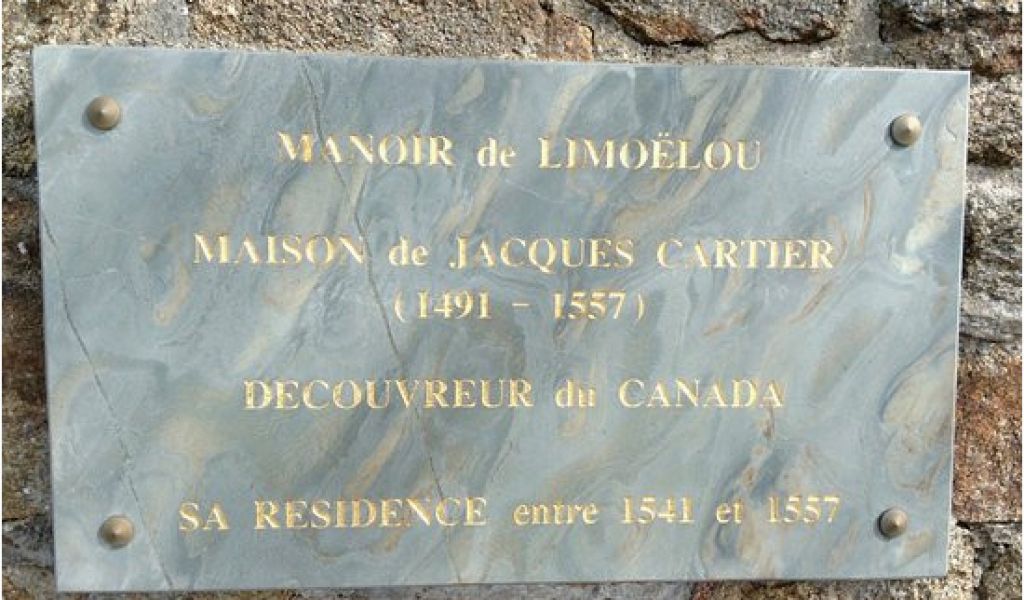 MANOIR de LIMOËLOU
MAISON de JACQUES CARTIER
(1491 - 1557)
DECOUVREUR du CANADA
SA RESIDENCE entre 1541 et 1557